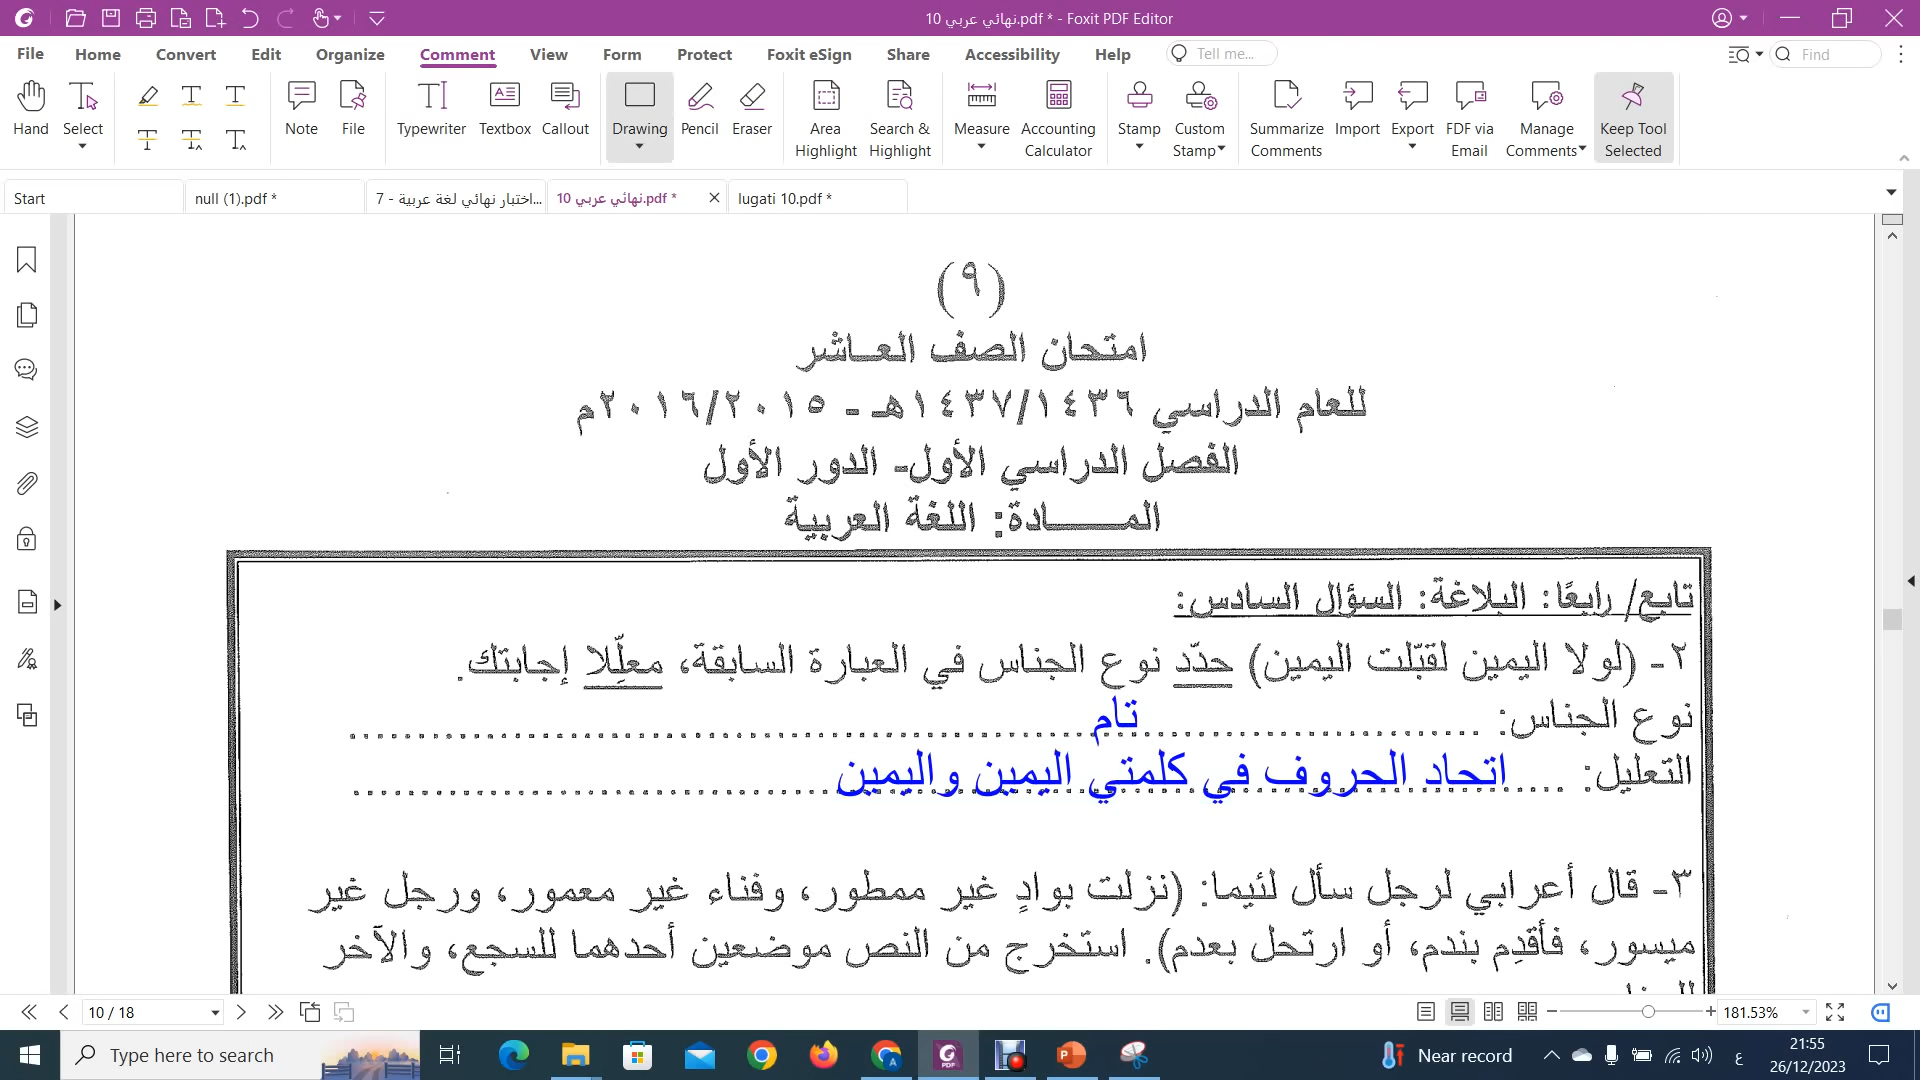 نهائي عربي 10.pdf * - Foxit PDF Editor
File Home Convert Edit Organize Comment View Form Protect Foxit eSign Share Accessibility Help Tell me... Find
Hand Select Note File Typewriter Textbox Callout Drawing Pencil Eraser Area Highlight Search & Highlight Measure Accounting Calculator Stamp Custom Stamp Summarize Comments Import Export FDF via Email Manage Comments Keep Tool Selected
Start null (1).pdf * اختبار نهائي لغة عربية - 7... نهائي عربي 10.pdf * lugati 10.pdf *
(٩)
امتحان الصف العاشر
للعام الدراسي ١٤٣٧/١٤٣٦هـ - ٢٠١٦/٢٠١٥م
الفصل الدراسي الأول- الدور الأول
المـــــــادة: اللغة العربية
تابع/ رابعًا: البلاغة: السؤال السادس:
٢- (لولا اليمين لقبّلت اليمين) حدّد نوع الجناس في العبارة السابقة، معلِّلا إجابتك.
نوع الجناس: تام
التعليل: اتحاد الحروف في كلمتي اليمين واليمين
٣- قال أعرابي لرجل سأل لئيما: (نزلت بوادٍ غير ممطور، وفناء غير معمور، ورجل غير
ميسور، فأقدِم بندم، أو ارتحل بعدم). استخرج من النص موضعين أحدهما للسجع، والآخر
10 / 18 181.53%
Type here to search Near record ع 21:55
26/12/2023